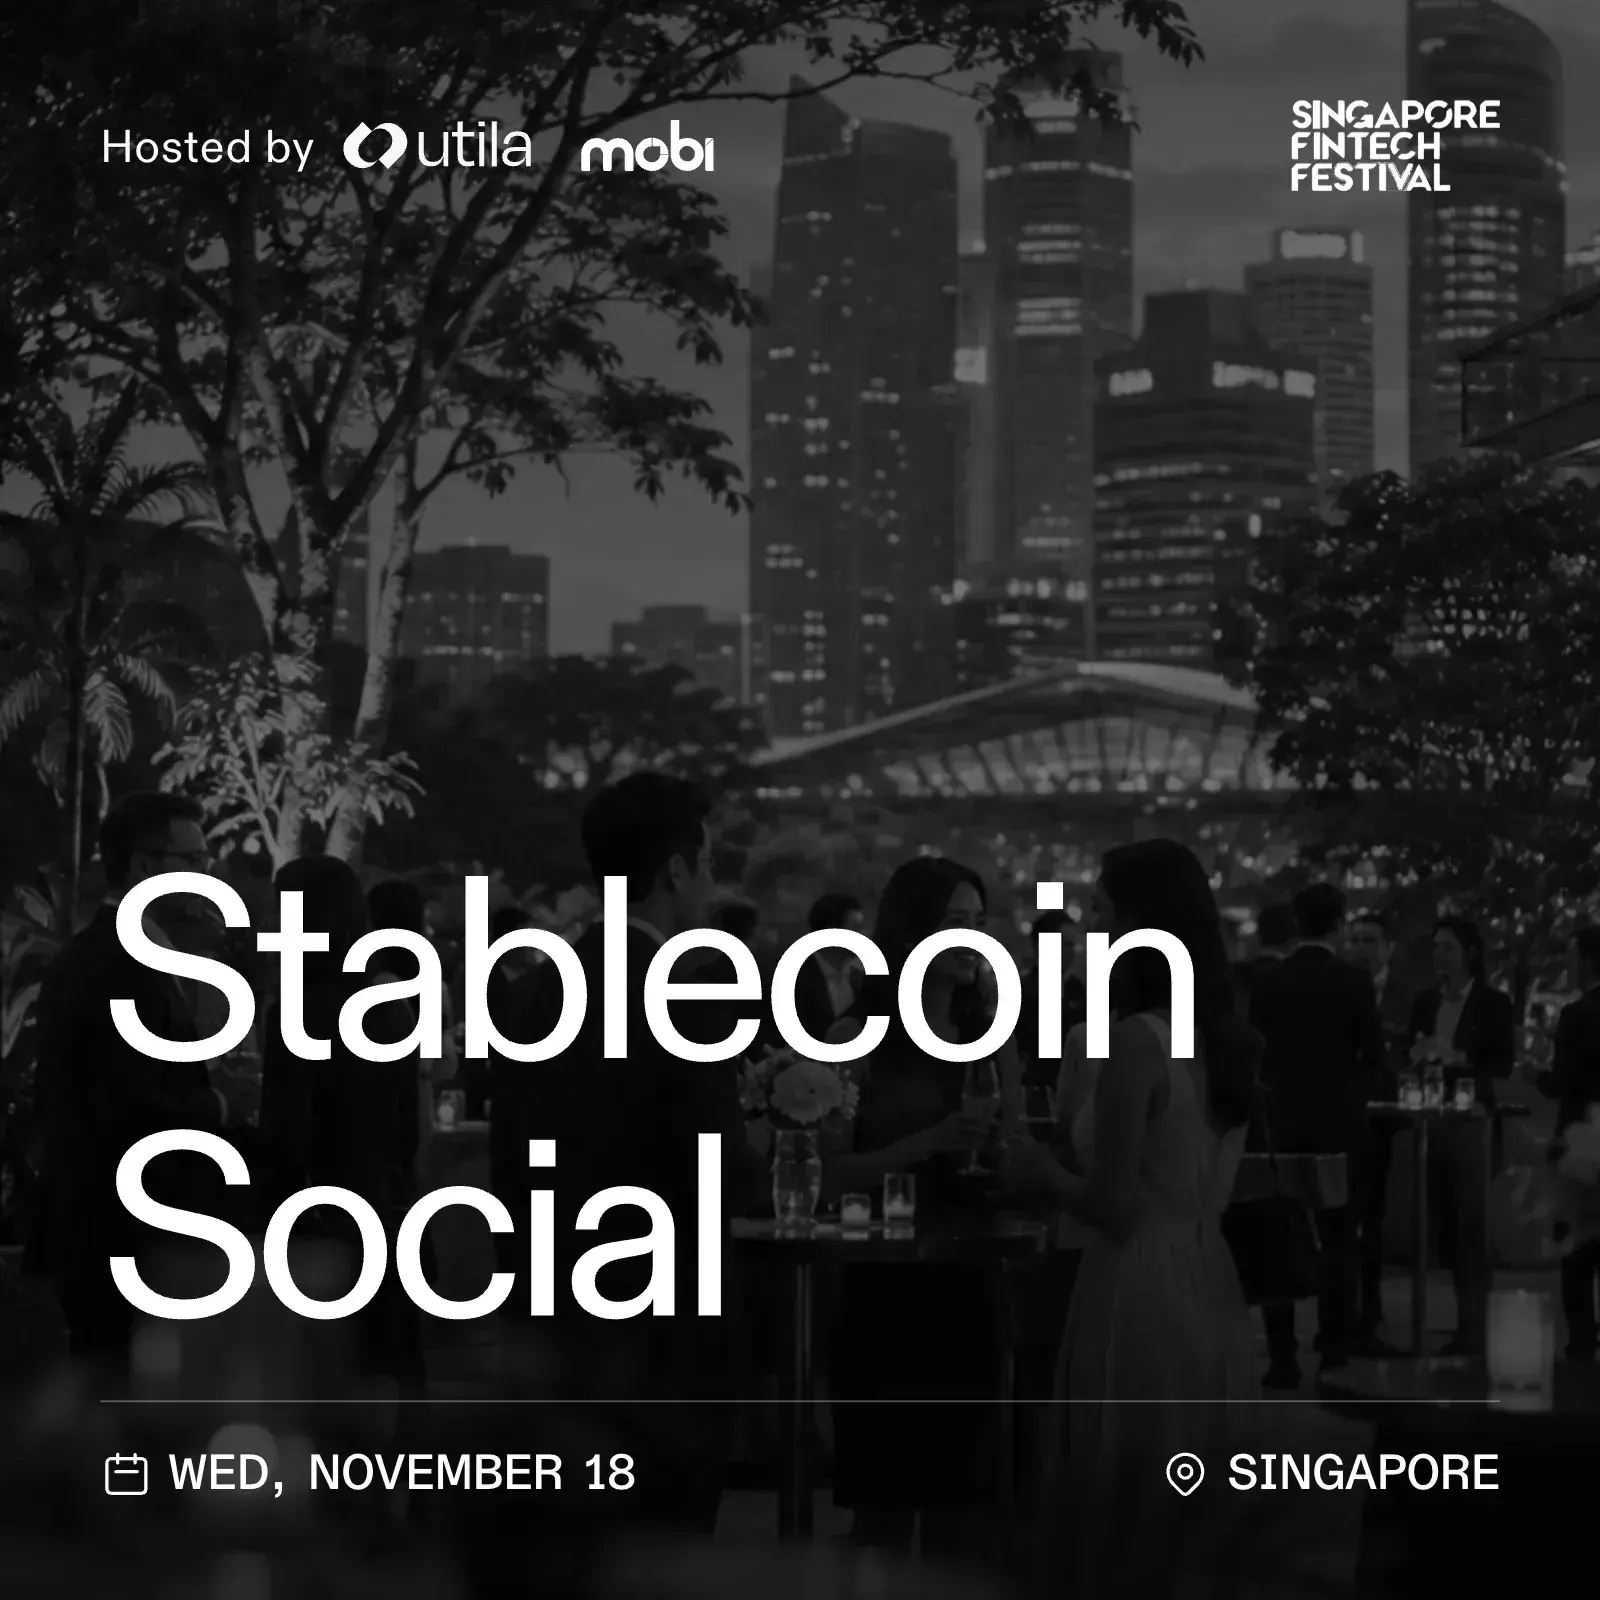 Hosted by utila mobi
SINGAPORE
FINTECH
FESTIVAL
Stablecoin
Social
WED, NOVEMBER 18
SINGAPORE